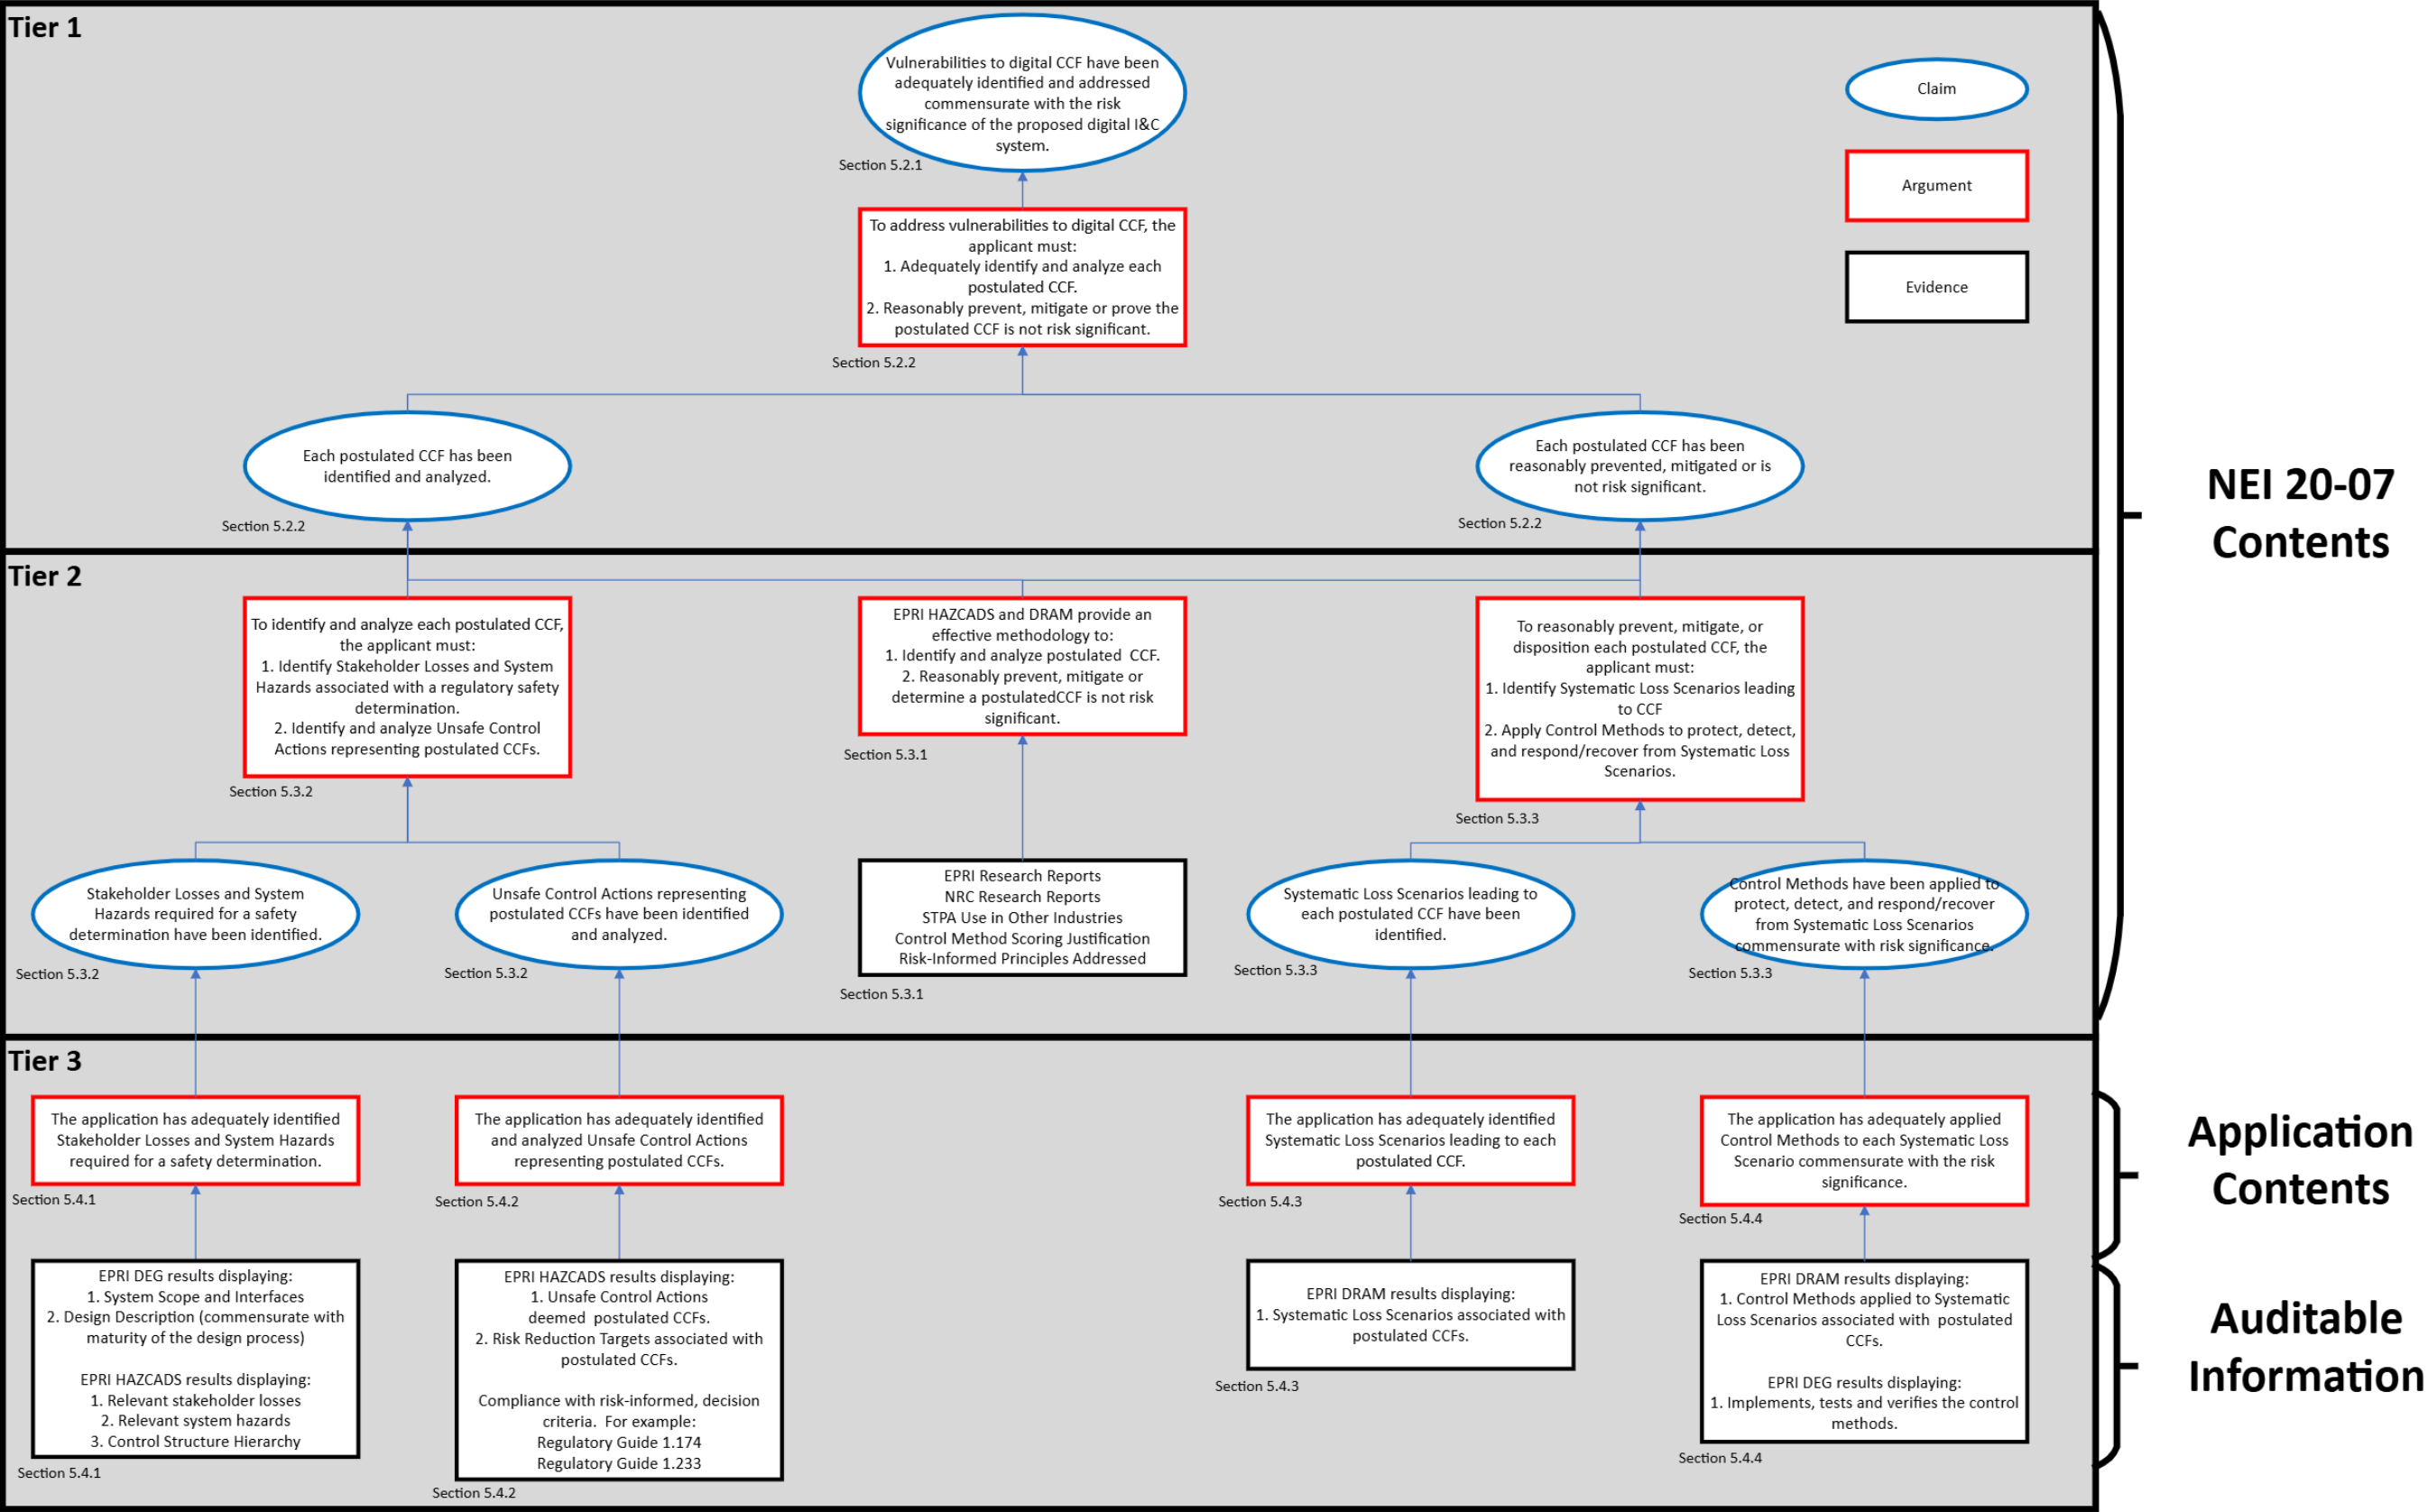 Tier 1
Vulnerabilities to digital CCF have been
adequately identified and addressed
commensurate with the risk
significance of the proposed digital I&C
system.
Section 5.2.1
Claim
Argument
Evidence
To address vulnerabilities to digital CCF, the
applicant must:
1. Adequately identify and analyze each
postulated CCF.
2. Reasonably prevent, mitigate or prove the
postulated CCF is not risk significant.
Section 5.2.2
Each postulated CCF has been
identified and analyzed.
Section 5.2.2
Each postulated CCF has been
reasonably prevented, mitigated or is
not risk significant.
Section 5.2.2
NEI 20-07
Contents
Tier 2
To identify and analyze each postulated CCF,
the applicant must:
1. Identify Stakeholder Losses and System
Hazards associated with a regulatory safety
determination.
2. Identify and analyze Unsafe Control
Actions representing postulated CCFs.
Section 5.3.2
EPRI HAZCADS and DRAM provide an
effective methodology to:
1. Identify and analyze postulated  CCF.
2. Reasonably prevent, mitigate or
determine a postulatedCCF is not risk
significant.
Section 5.3.1
To reasonably prevent, mitigate, or
disposition each postulated CCF, the
applicant must:
1. Identify Systematic Loss Scenarios leading
to CCF
2. Apply Control Methods to protect, detect,
and respond/recover from Systematic Loss
Scenarios.
Section 5.3.3
Stakeholder Losses and System
Hazards required for a safety
determination have been identified.
Section 5.3.2
Unsafe Control Actions representing
postulated CCFs have been identified
and analyzed.
Section 5.3.2
EPRI Research Reports
NRC Research Reports
STPA Use in Other Industries
Control Method Scoring Justification
Risk-Informed Principles Addressed
Section 5.3.1
Systematic Loss Scenarios leading to
each postulated CCF have been
identified.
Section 5.3.3
Control Methods have been applied to
protect, detect, and respond/recover
from Systematic Loss Scenarios
commensurate with risk significance.
Section 5.3.3
Tier 3
The application has adequately identified
Stakeholder Losses and System Hazards
required for a safety determination.
Section 5.4.1
The application has adequately identified
and analyzed Unsafe Control Actions
representing postulated CCFs.
Section 5.4.2
The application has adequately identified
Systematic Loss Scenarios leading to each
postulated CCF.
Section 5.4.3
The application has adequately applied
Control Methods to each Systematic Loss
Scenario commensurate with the risk
significance.
Section 5.4.4
Application
Contents
EPRI DEG results displaying:
1. System Scope and Interfaces
2. Design Description (commensurate with
maturity of the design process)
EPRI HAZCADS results displaying:
1. Relevant stakeholder losses
2. Relevant system hazards
3. Control Structure Hierarchy
Section 5.4.1
EPRI HAZCADS results displaying:
1. Unsafe Control Actions
deemed  postulated CCFs.
2. Risk Reduction Targets associated with
postulated CCFs.
Compliance with risk-informed, decision
criteria.  For example:
Regulatory Guide 1.174
Regulatory Guide 1.233
Section 5.4.2
EPRI DRAM results displaying:
1. Systematic Loss Scenarios associated with
postulated CCFs.
Section 5.4.3
EPRI DRAM results displaying:
1. Control Methods applied to Systematic
Loss Scenarios associated with  postulated
CCFs.
EPRI DEG results displaying:
1. Implements, tests and verifies the control
methods.
Section 5.4.4
Auditable
Information